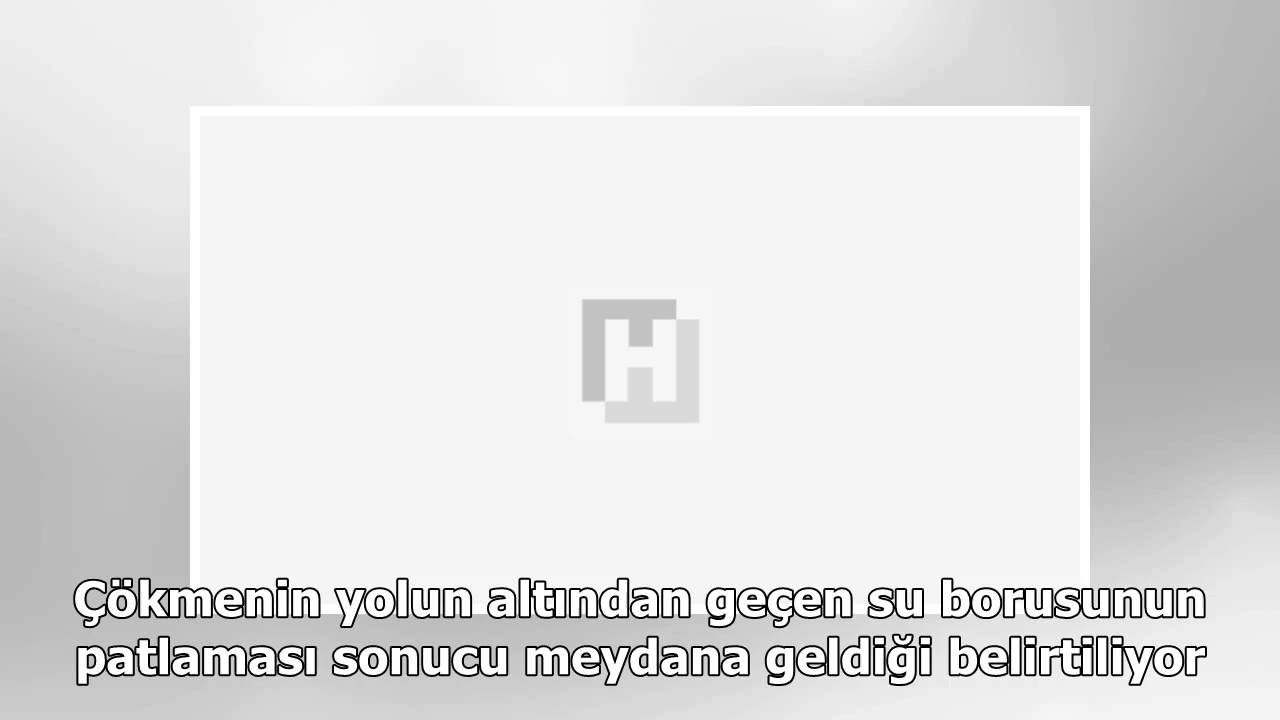 H
Çökmenin yolun altından geçen su borusunun
patlaması sonucu meydana geldiği belirtiliyor